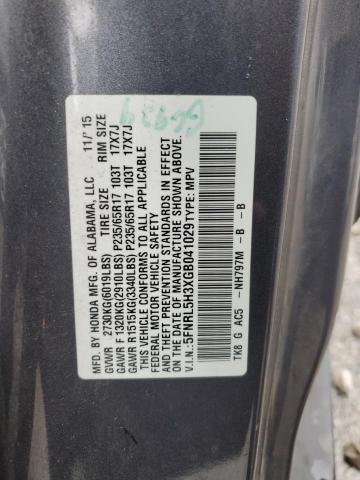 MFD. BY HONDA MFG. OF ALABAMA, LLC 11/'15
GVWR 2730KG(6019LBS) TIRE SIZE RIM SIZE
GAWR F 1320KG(2910LBS) P235/65R17 103T 17X7J
GAWR R1515KG(3340LBS) P235/65R17 103T 17X7J
THIS VEHICLE CONFORMS TO ALL APPLICABLE
FEDERAL MOTOR VEHICLE SAFETY
AND THEFT PREVENTION STANDARDS IN EFFECT
ON THE DATE OF MANUFACTURE SHOWN ABOVE.
V.I.N.:5FNRL5H3XGB041029 TYPE: MPV
TK8 G AC5 -NH797M - B - B